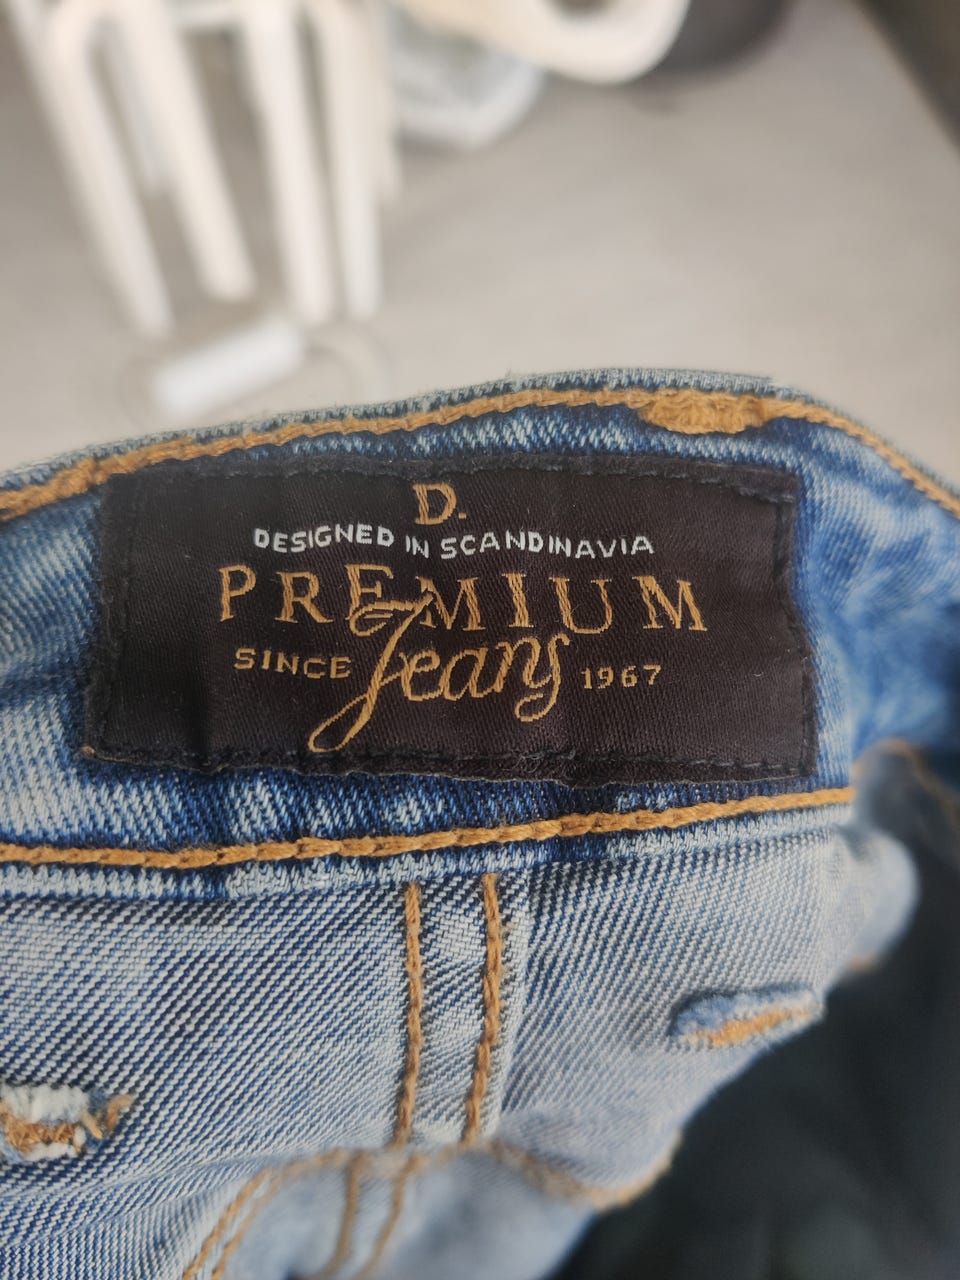 D.
DESIGNED IN SCANDINAVIA
PREMIUM
Jeans
SINCE 1967